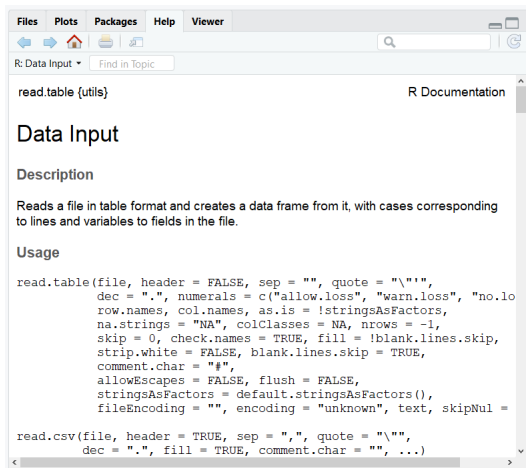 Files Plots Packages Help Viewer
R: Data Input Find in Topic
read.table {utils} R Documentation
Data Input
Description
Reads a file in table format and creates a data frame from it, with cases corresponding
to lines and variables to fields in the file.
Usage
read.table(file, header = FALSE, sep = "", quote = "\"'",
dec = ".", numerals = c("allow.loss", "warn.loss", "no.lo
row.names, col.names, as.is = !stringsAsFactors,
na.strings = "NA", colClasses = NA, nrows = -1,
skip = 0, check.names = TRUE, fill = !blank.lines.skip,
strip.white = FALSE, blank.lines.skip = TRUE,
comment.char = "#",
allowEscapes = FALSE, flush = FALSE,
stringsAsFactors = default.stringsAsFactors(),
fileEncoding = "", encoding = "unknown", text, skipNul =
read.csv(file, header = TRUE, sep = ",", quote = "\"",
dec = ".", fill = TRUE, comment.char = "", ...)